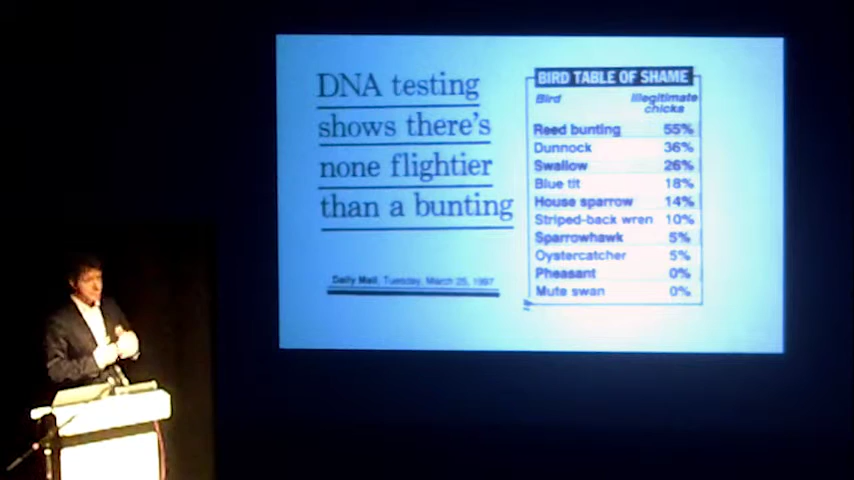 DNA testing
shows there's
none flightier
than a bunting
Daily Mail, Tuesday, March 25, 1997
BIRD TABLE OF SHAME
Bird Illegitimate chicks
Reed bunting 55%
Dunnock 36%
Swallow 26%
Blue tit 18%
House sparrow 14%
Striped-back wren 10%
Sparrowhawk 5%
Oystercatcher 5%
Pheasant 0%
Mute swan 0%